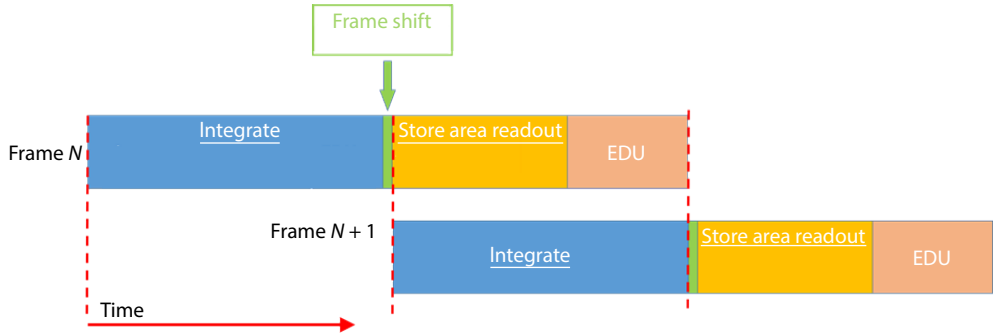 Frame shift
Integrate
Store area readout
EDU
Frame N
Frame N + 1
Integrate
Store area readout
EDU
Time